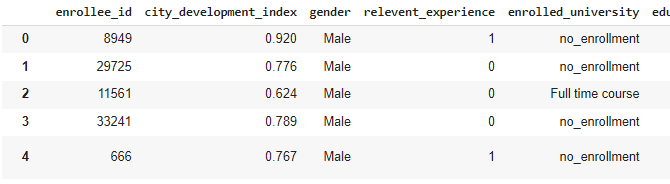 enrollee_id city_development_index gender relevent_experience enrolled_university edu
0 8949 0.920 Male 1 no_enrollment
1 29725 0.776 Male 0 no_enrollment
2 11561 0.624 Male 0 Full time course
3 33241 0.789 Male 0 no_enrollment
4 666 0.767 Male 1 no_enrollment